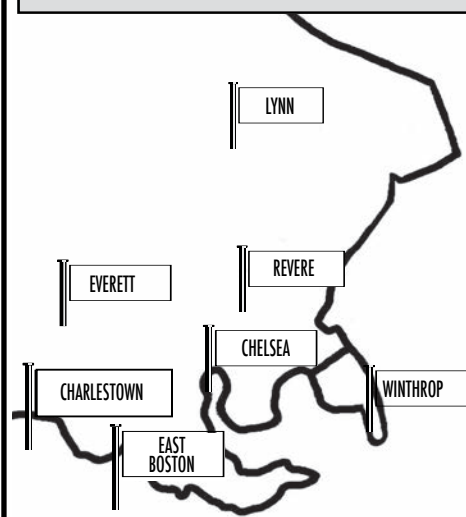 LYNN
REVERE
EVERETT
CHELSEA
WINTHROP
CHARLESTOWN
EAST
BOSTON